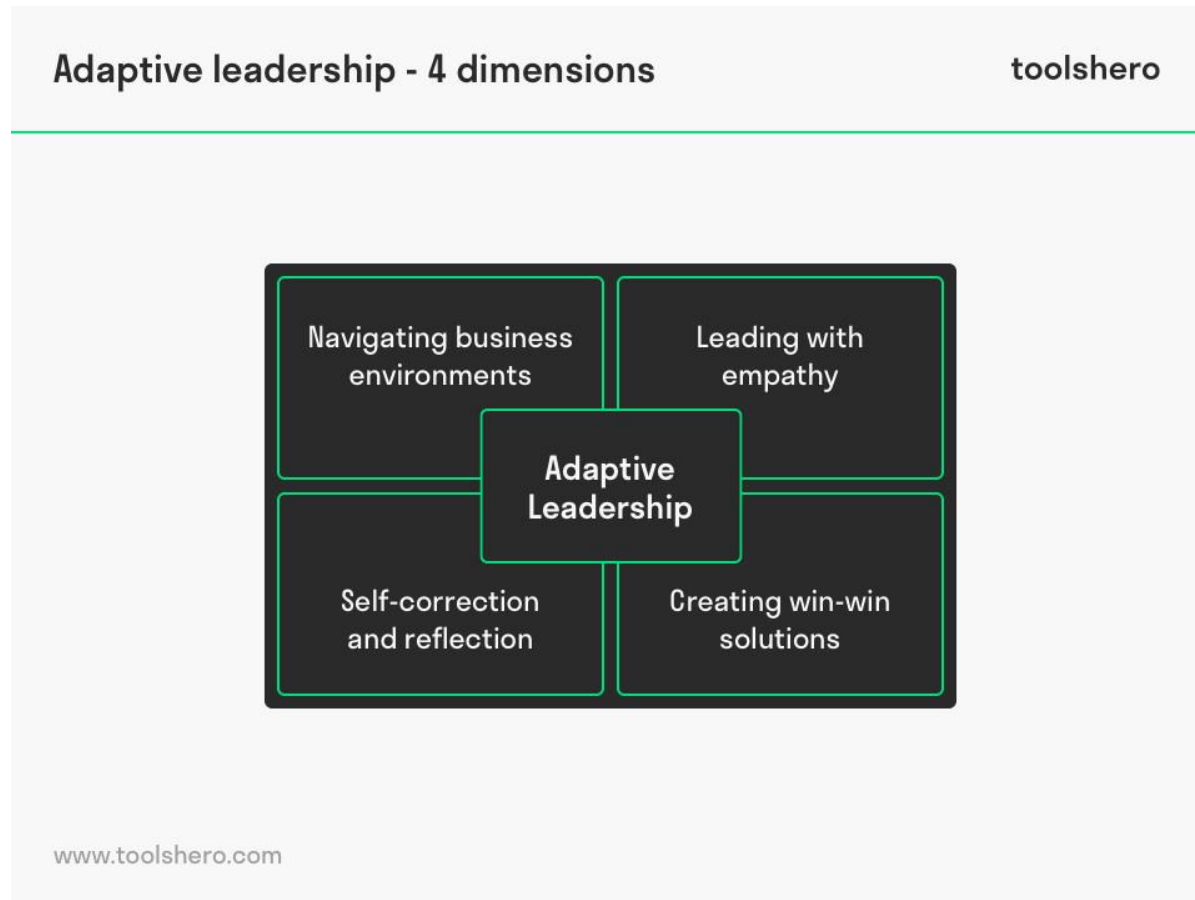 Adaptive leadership - 4 dimensions
toolshero
Navigating business
environments
Leading with
empathy
Adaptive
Leadership
Self-correction
and reflection
Creating win-win
solutions
www.toolshero.com